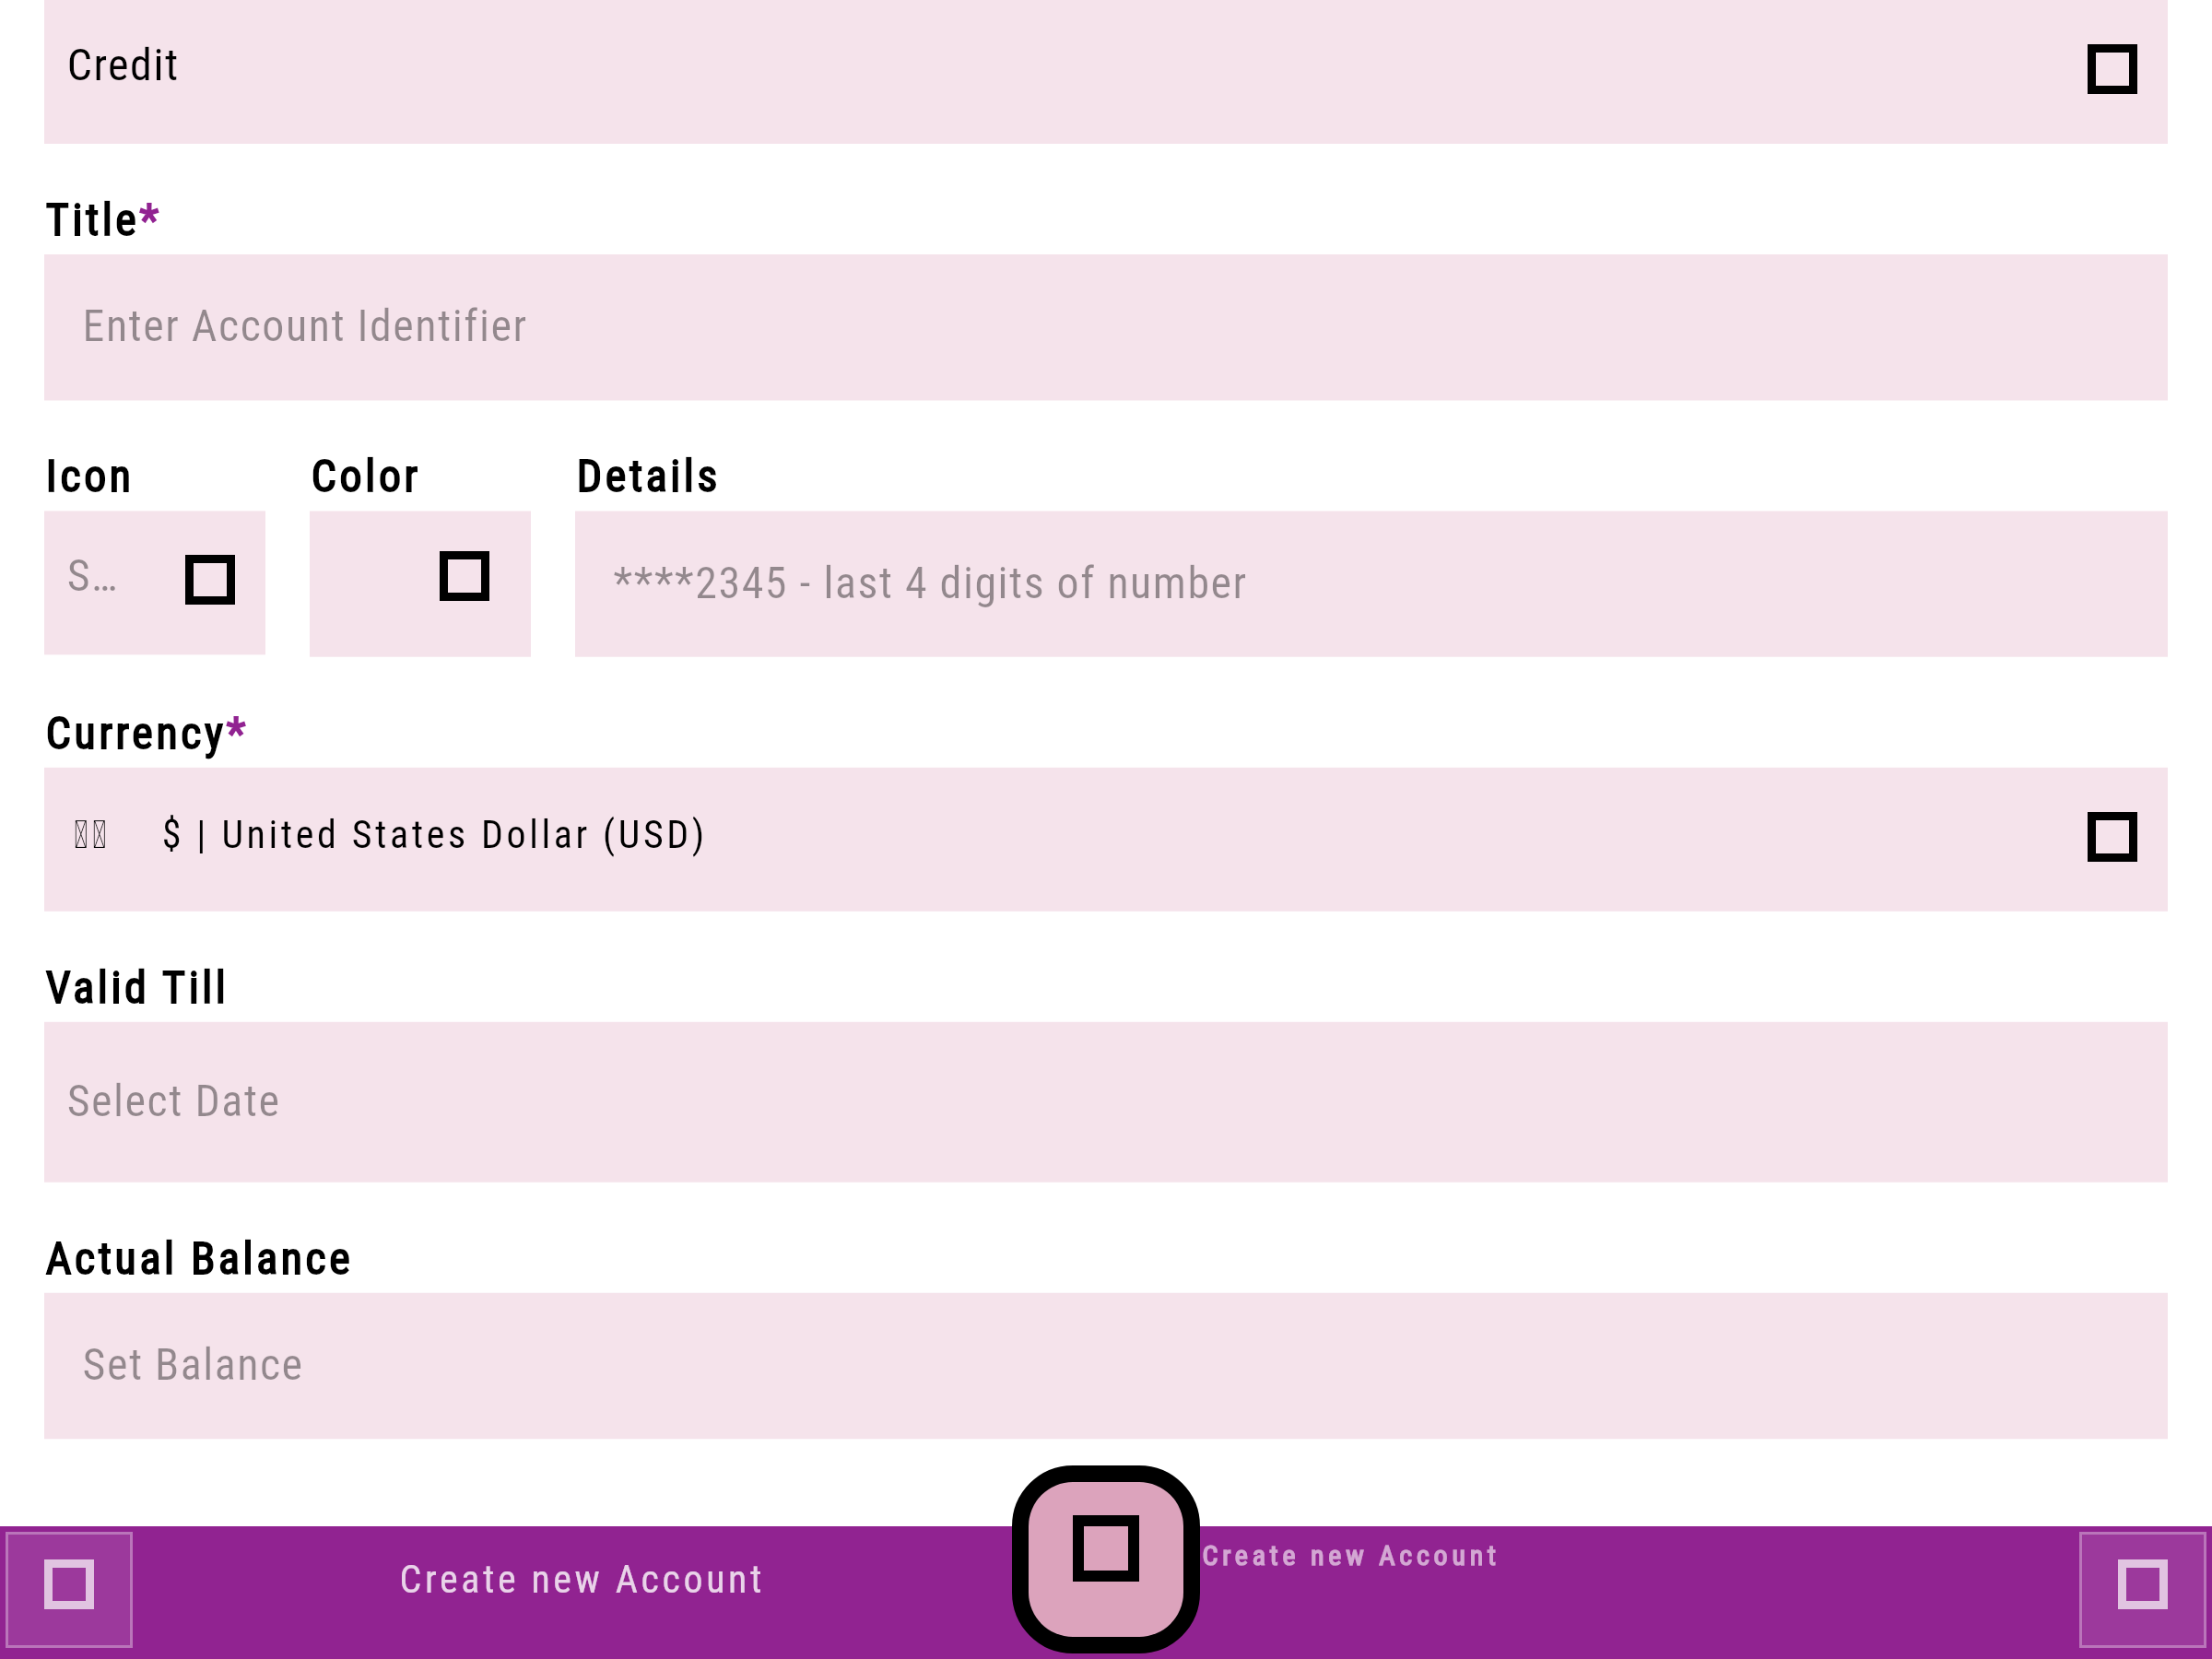 Credit
Title*
Enter Account Identifier
Icon Color Details
S… ****2345 - last 4 digits of number
Currency*
$ | United States Dollar (USD)
Valid Till
Select Date
Actual Balance
Set Balance
Create new Account
Create new Account